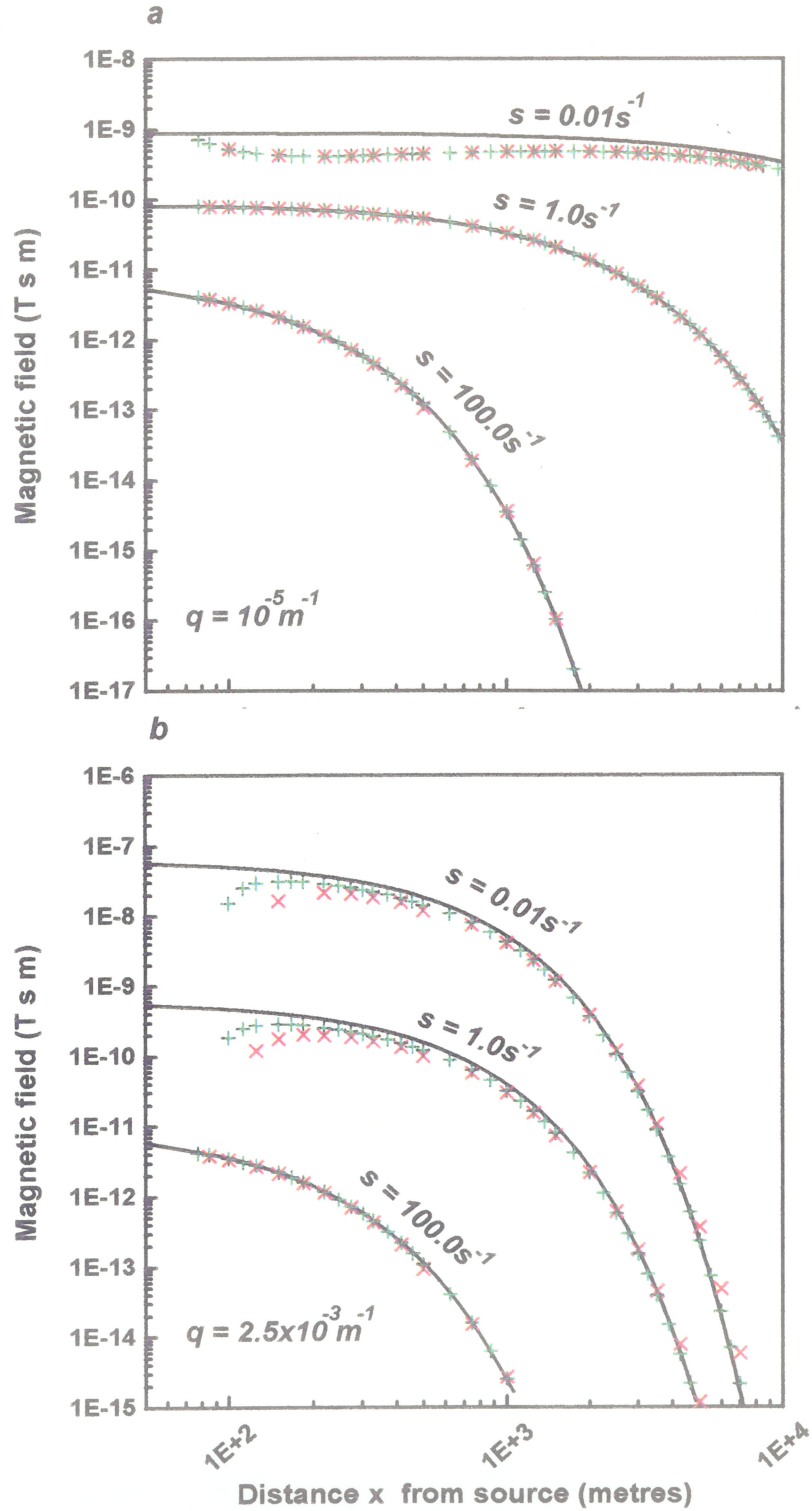 a
1E-8
1E-9
1E-10
1E-11
1E-12
1E-13
1E-14
1E-15
1E-16
1E-17
Magnetic field (T s m)
s = 0.01s⁻¹
s = 1.0s⁻¹
s = 100.0s⁻¹
q = 10⁻⁵m⁻¹
b
1E-6
1E-7
1E-8
1E-9
1E-10
1E-11
1E-12
1E-13
1E-14
1E-15
Magnetic field (T s m)
s = 0.01s⁻¹
s = 1.0s⁻¹
s = 100.0s⁻¹
q = 2.5x10⁻³m⁻¹
1E+2
1E+3
1E+4
Distance x from source (metres)